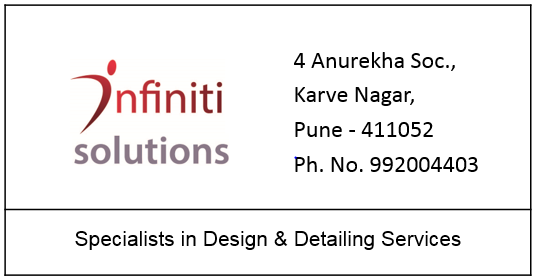 infiniti
solutions
4 Anurekha Soc.,
Karve Nagar,
Pune - 411052
Ph. No. 992004403
Specialists in Design & Detailing Services